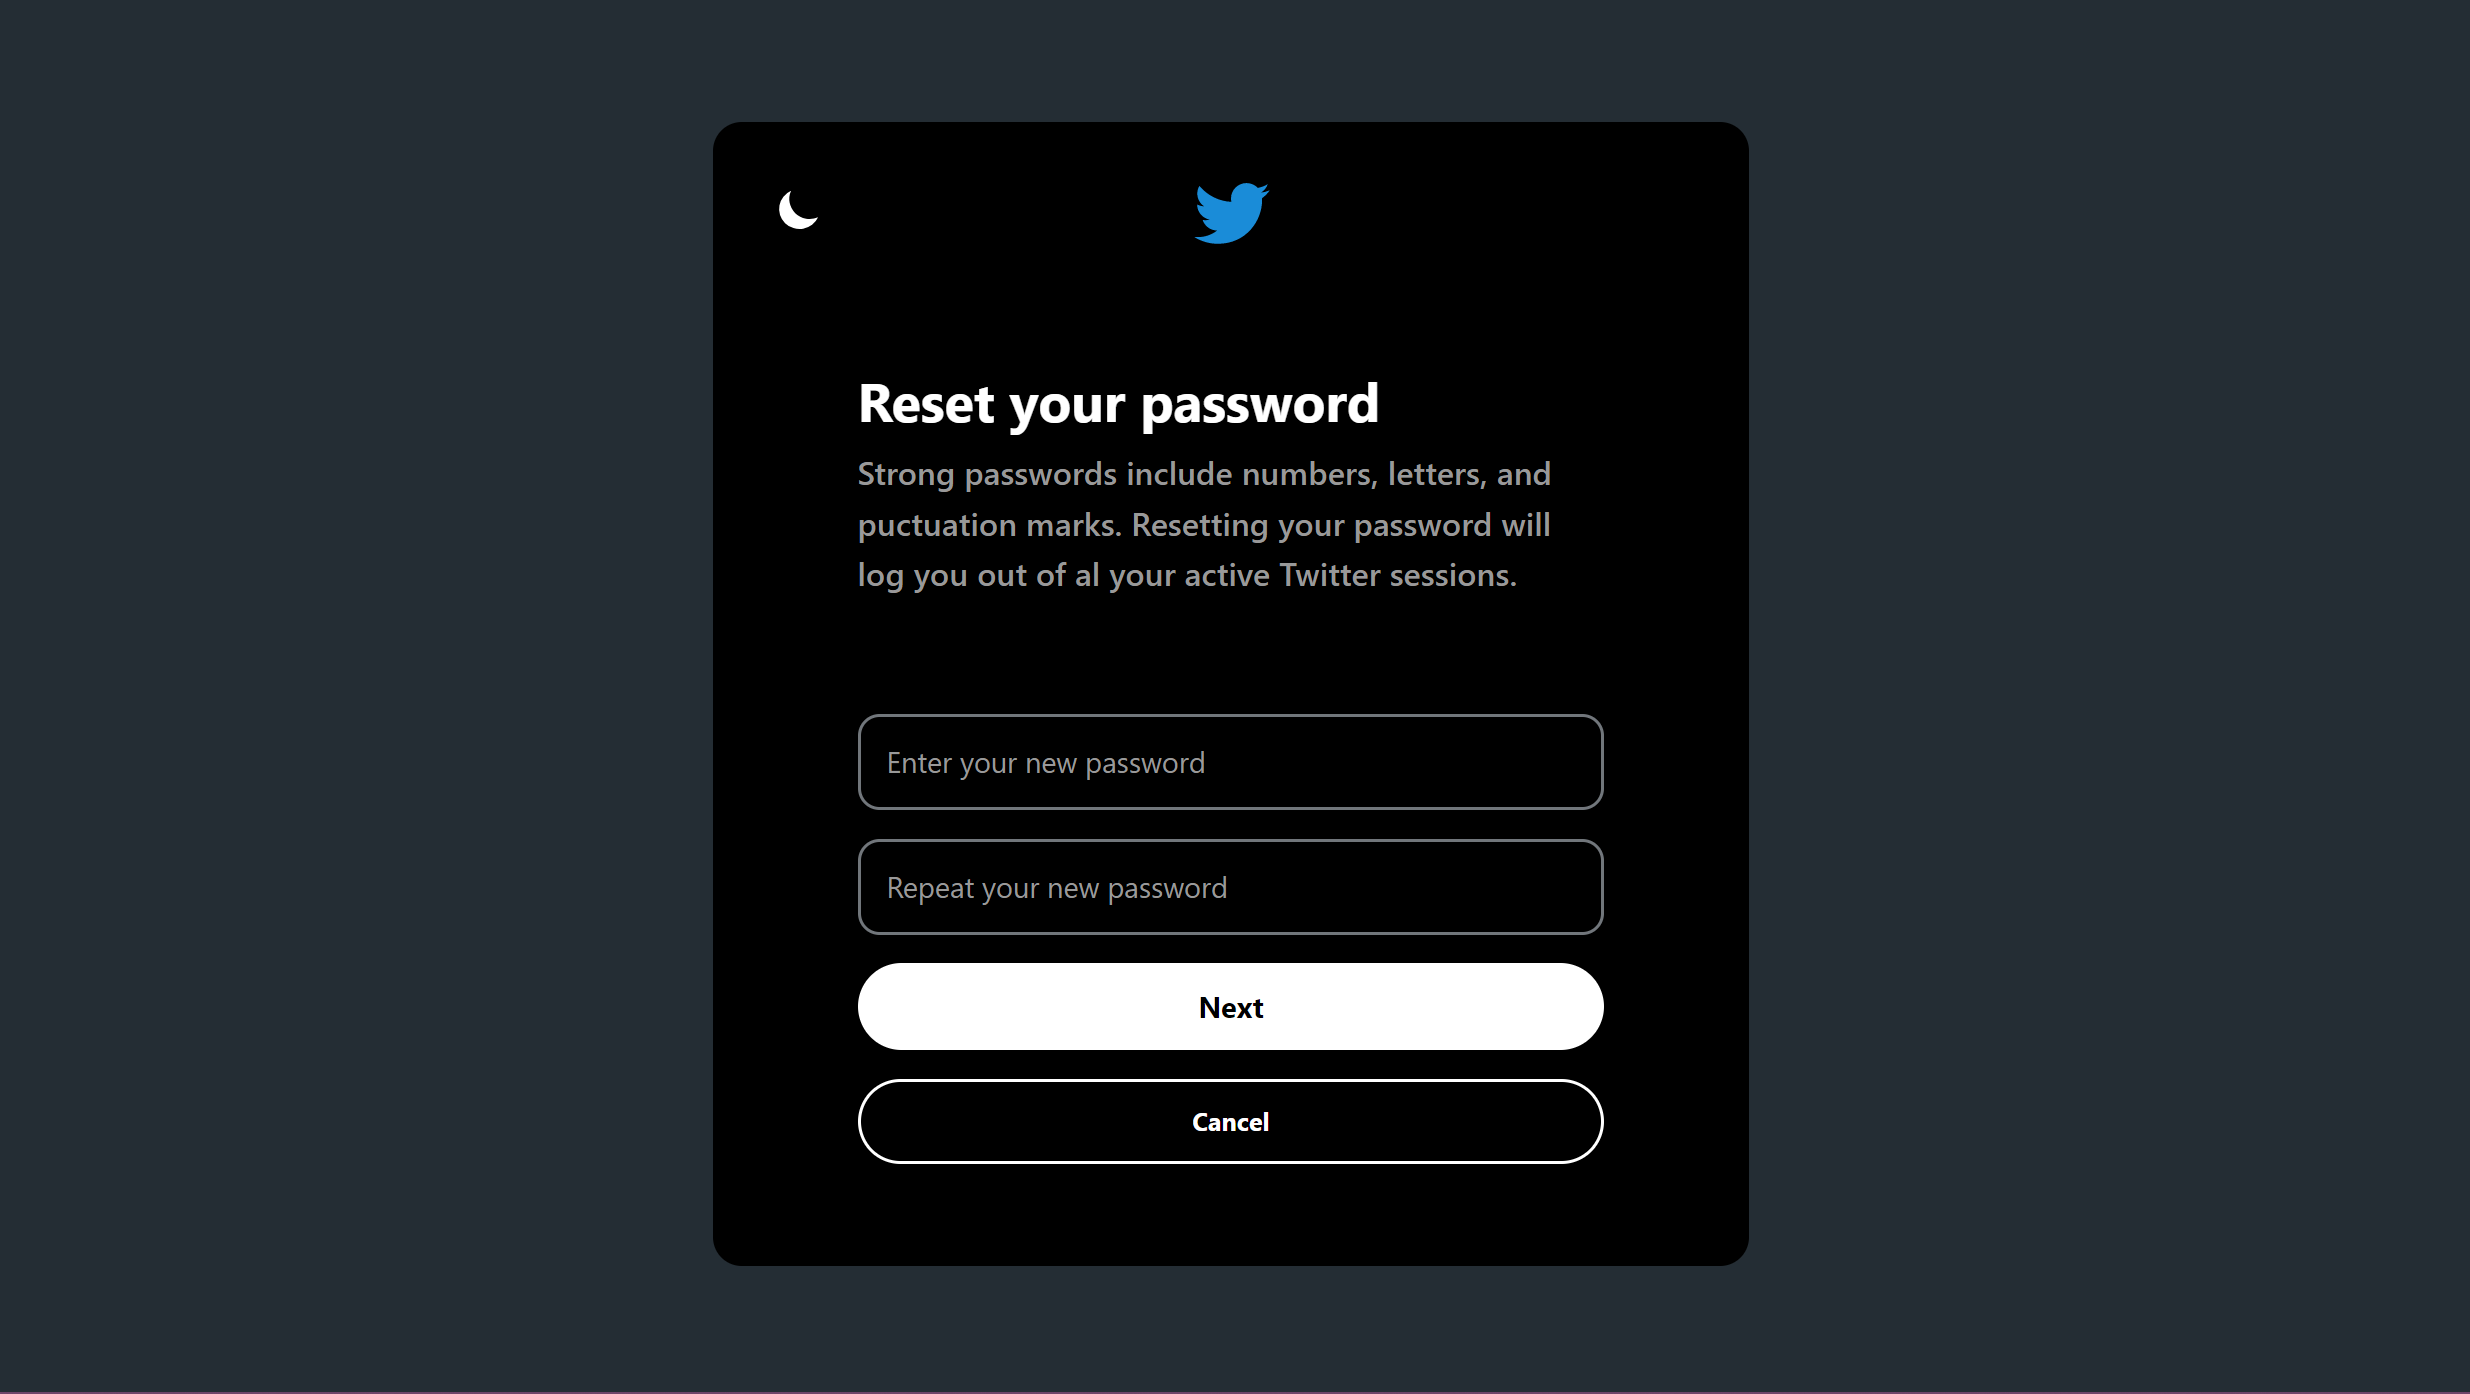 Reset your password
Strong passwords include numbers, letters, and
puctuation marks. Resetting your password will
log you out of al your active Twitter sessions.
Enter your new password
Repeat your new password
Next
Cancel